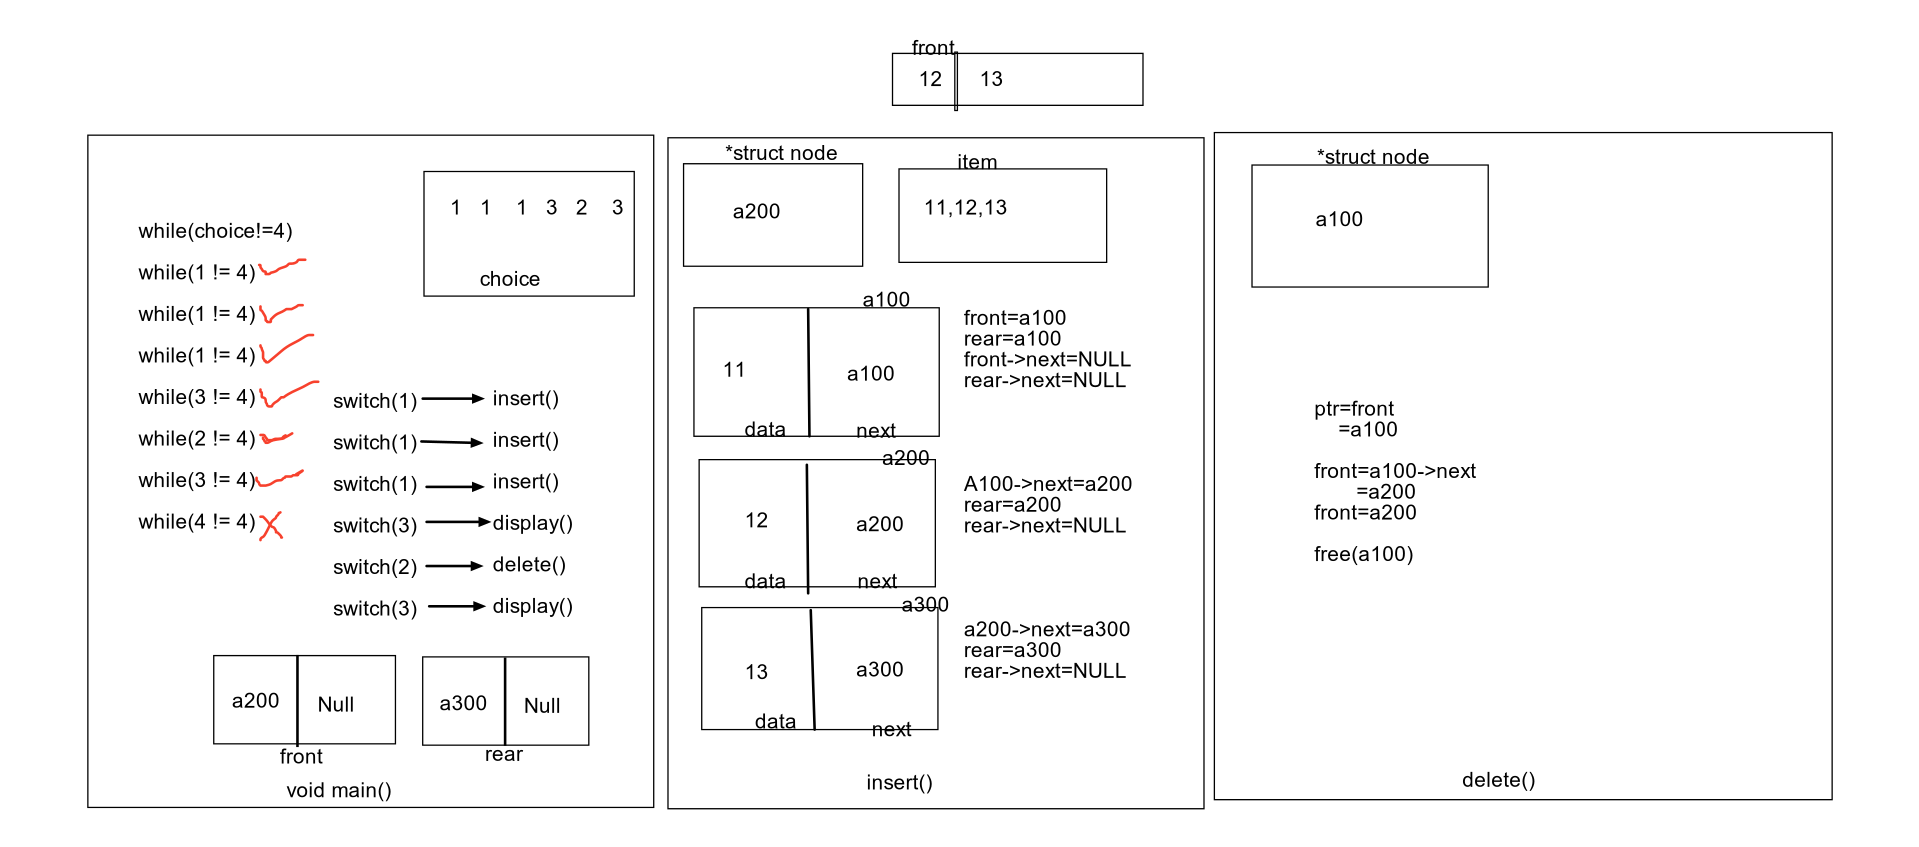 front
12 13
while(choice!=4)
while(1 != 4)
while(1 != 4)
while(1 != 4)
while(3 != 4)
while(2 != 4)
while(3 != 4)
while(4 != 4)
1 1 1 3 2 3
choice
switch(1) insert()
switch(1) insert()
switch(1) insert()
switch(3) display()
switch(2) delete()
switch(3) display()
a200 Null
front
a300 Null
rear
void main()
*struct node
a200
item
11,12,13
a100
11 a100
data next
front=a100
rear=a100
front->next=NULL
rear->next=NULL
a200
12 a200
data next
A100->next=a200
rear=a200
rear->next=NULL
a300
13 a300
data next
a200->next=a300
rear=a300
rear->next=NULL
insert()
*struct node
a100
ptr=front
=a100
front=a100->next
=a200
front=a200
free(a100)
delete()